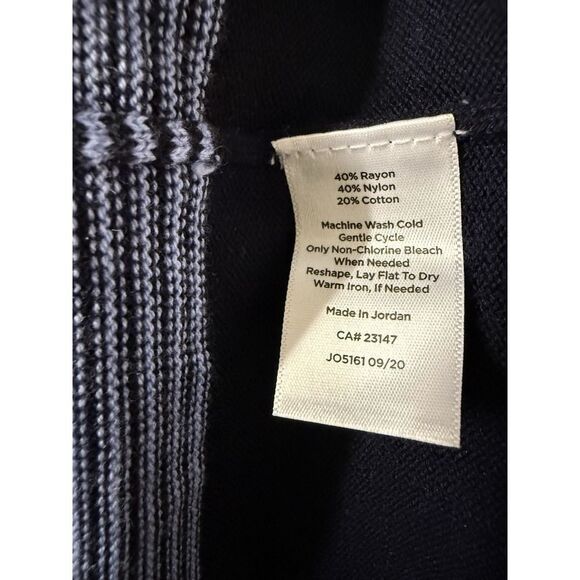 40% Rayon
40% Nylon
20% Cotton
Machine Wash Cold
Gentle Cycle
Only Non-Chlorine Bleach
When Needed
Reshape, Lay Flat To Dry
Warm Iron, If Needed
Made in Jordan
CA# 23147
JO5161 09/20